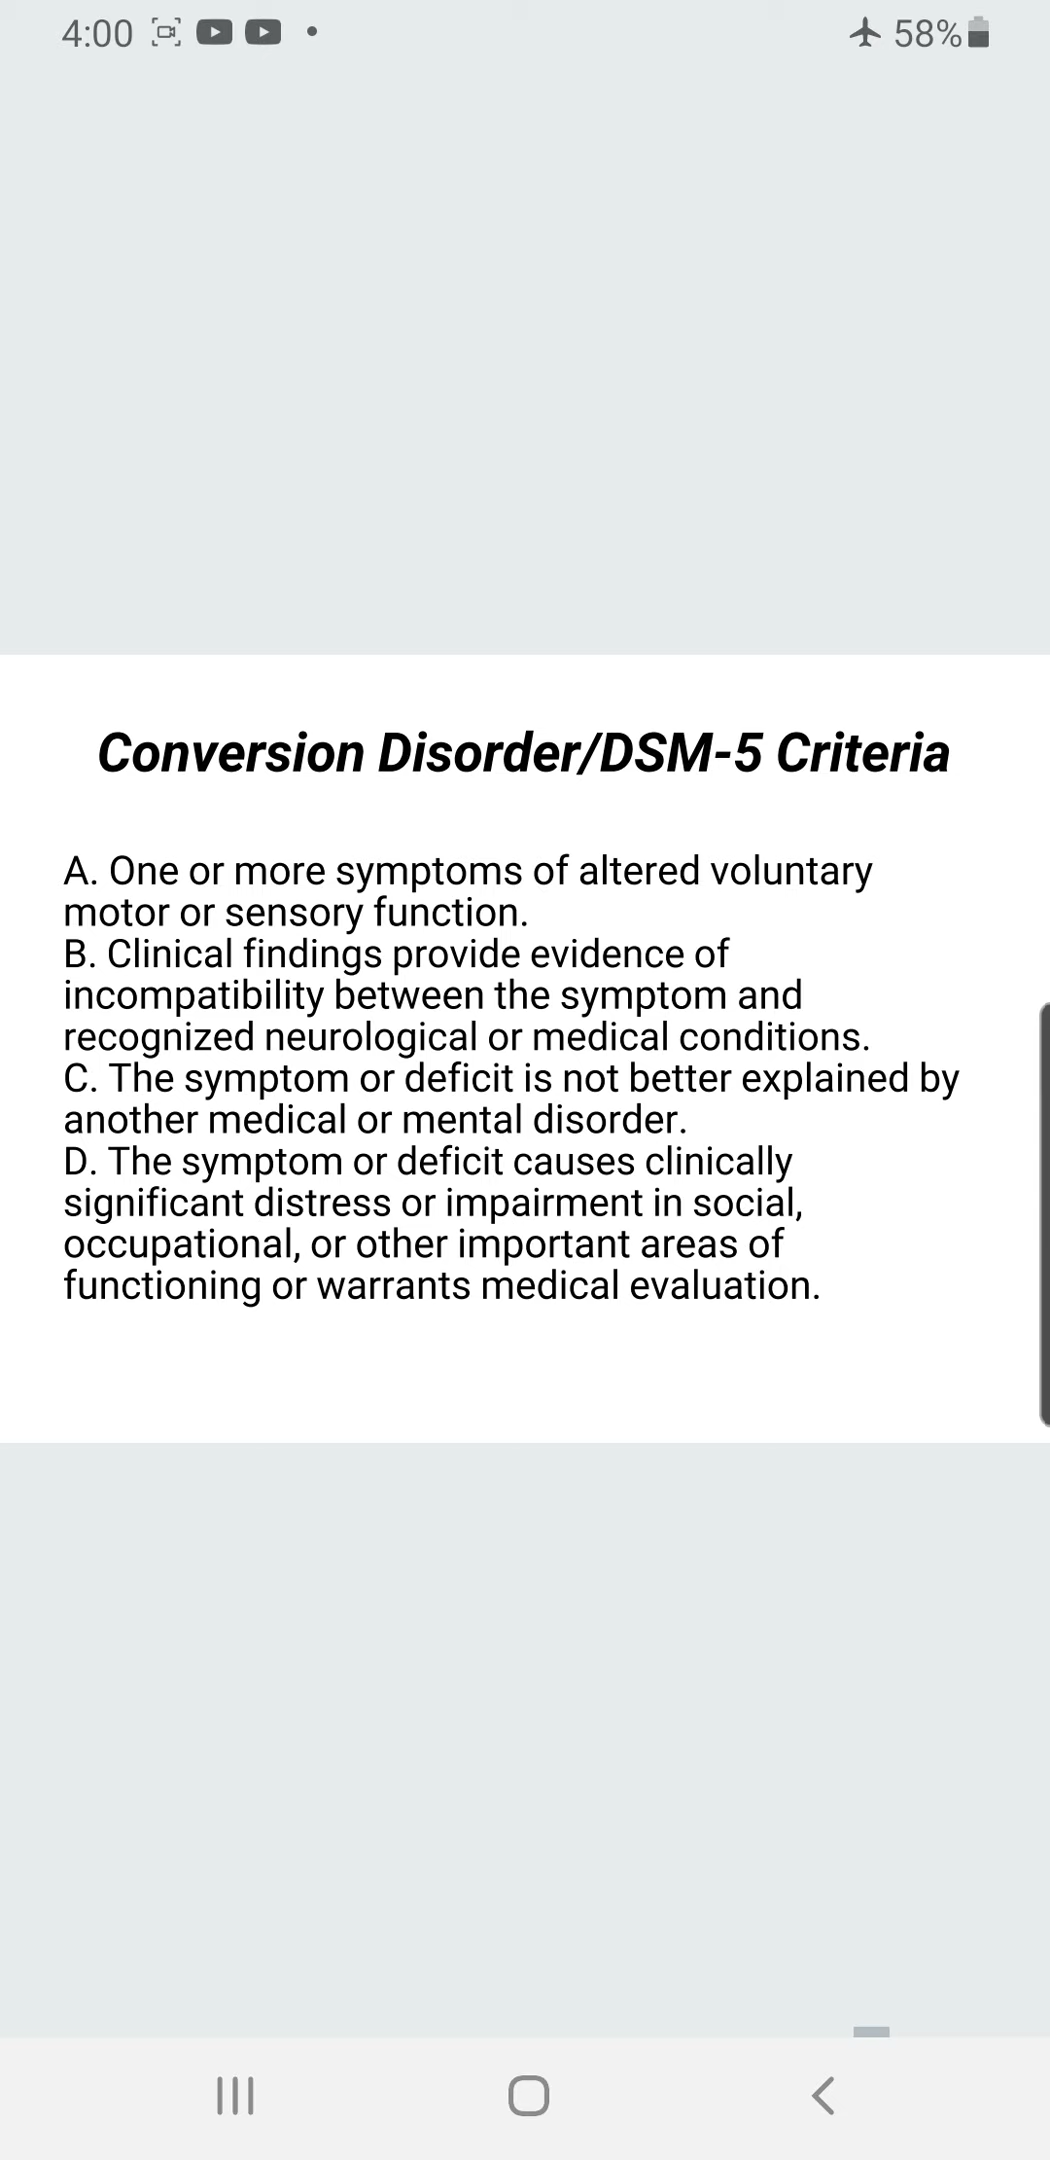 4:00
58%
Conversion Disorder/DSM-5 Criteria
A. One or more symptoms of altered voluntary
motor or sensory function.
B. Clinical findings provide evidence of
incompatibility between the symptom and
recognized neurological or medical conditions.
C. The symptom or deficit is not better explained by
another medical or mental disorder.
D. The symptom or deficit causes clinically
significant distress or impairment in social,
occupational, or other important areas of
functioning or warrants medical evaluation.